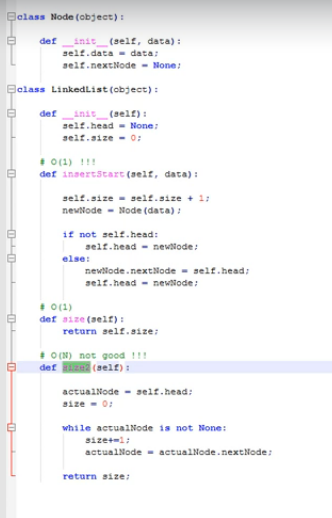 class Node(object):
def __init__(self, data):
self.data = data;
self.nextNode = None;
class LinkedList(object):
def __init__(self):
self.head = None;
self.size = 0;
# O(1) !!!
def insertStart(self, data):
self.size = self.size + 1;
newNode = Node(data);
if not self.head:
self.head = newNode;
else:
newNode.nextNode = self.head;
self.head = newNode;
# O(1)
def size(self):
return self.size;
# O(N) not good !!!
def size2(self):
actualNode = self.head;
size = 0;
while actualNode is not None:
size+=1;
actualNode = actualNode.nextNode;
return size;